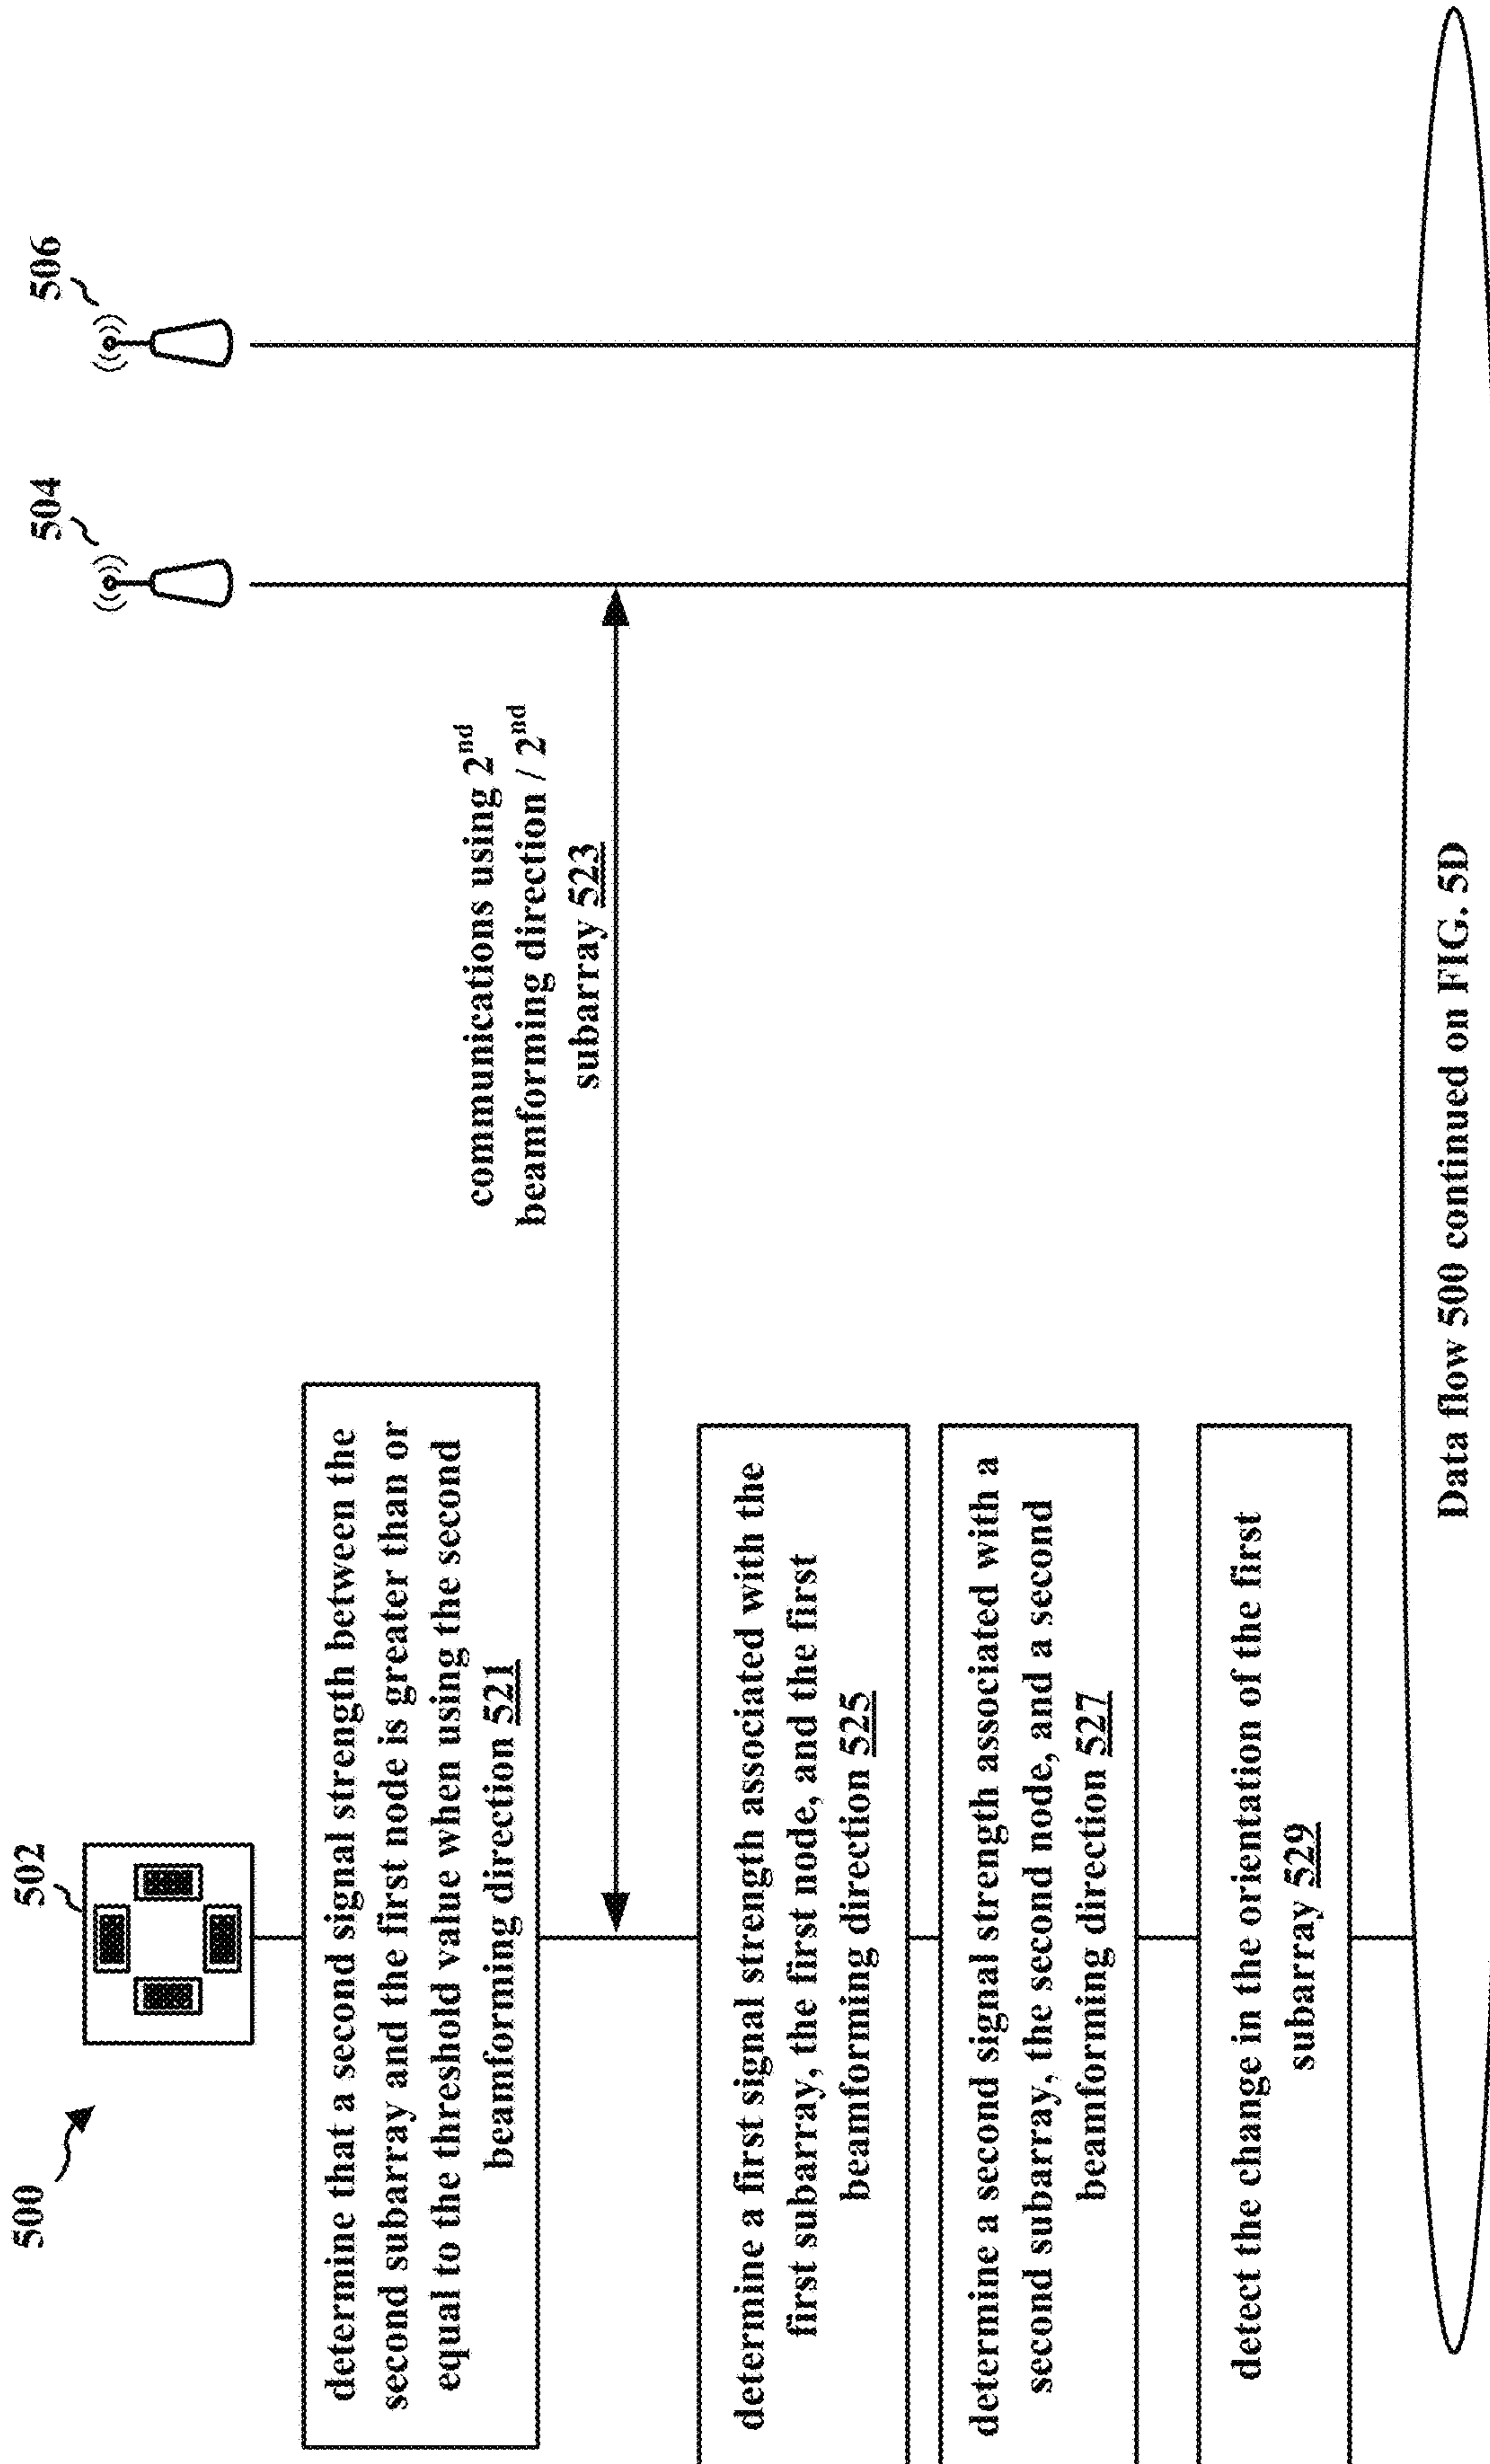 500
502
504
506
determine that a second signal strength between the
second subarray and the first node is greater than or
equal to the threshold value when using the second
beamforming direction 521
communications using 2nd
beamforming direction / 2nd
subarray 523
determine a first signal strength associated with the
first subarray, the first node, and the first
beamforming direction 525
determine a second signal strength associated with a
second subarray, the second node, and a second
beamforming direction 527
detect the change in the orientation of the first
subarray 529
Data flow 500 continued on FIG. 5D